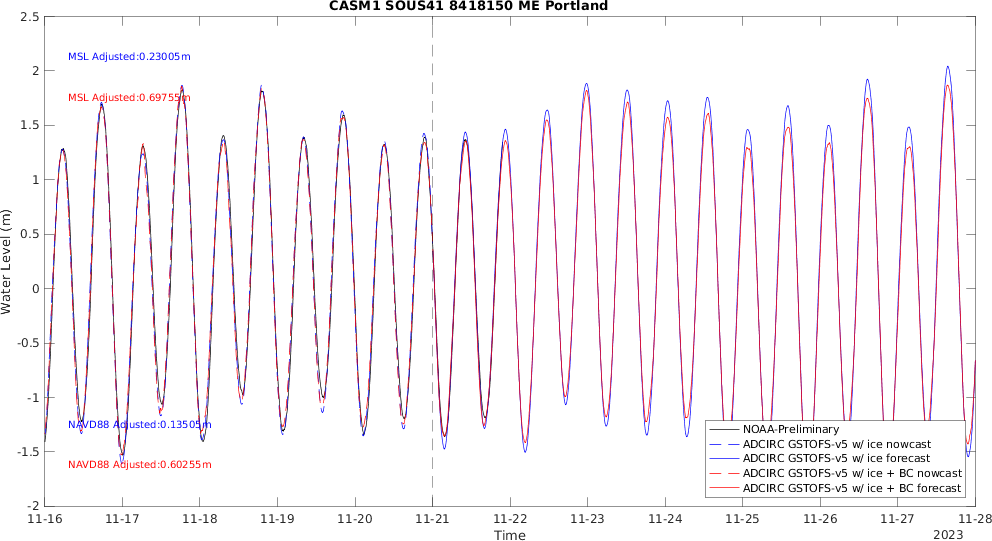 CASM1 SOUS41 8418150 ME Portland
2.5
2
1.5
1
0.5
0
-0.5
-1
-1.5
-2
Water Level (m)
MSL Adjusted:0.23005m
MSL Adjusted:0.69755m
NAVD88 Adjusted:0.13505m
NAVD88 Adjusted:0.60255m
NOAA-Preliminary
ADCIRC GSTOFS-v5 w/ ice nowcast
ADCIRC GSTOFS-v5 w/ ice forecast
ADCIRC GSTOFS-v5 w/ ice + BC nowcast
ADCIRC GSTOFS-v5 w/ ice + BC forecast
11-16 11-17 11-18 11-19 11-20 11-21 11-22 11-23 11-24 11-25 11-26 11-27 11-28
Time
2023